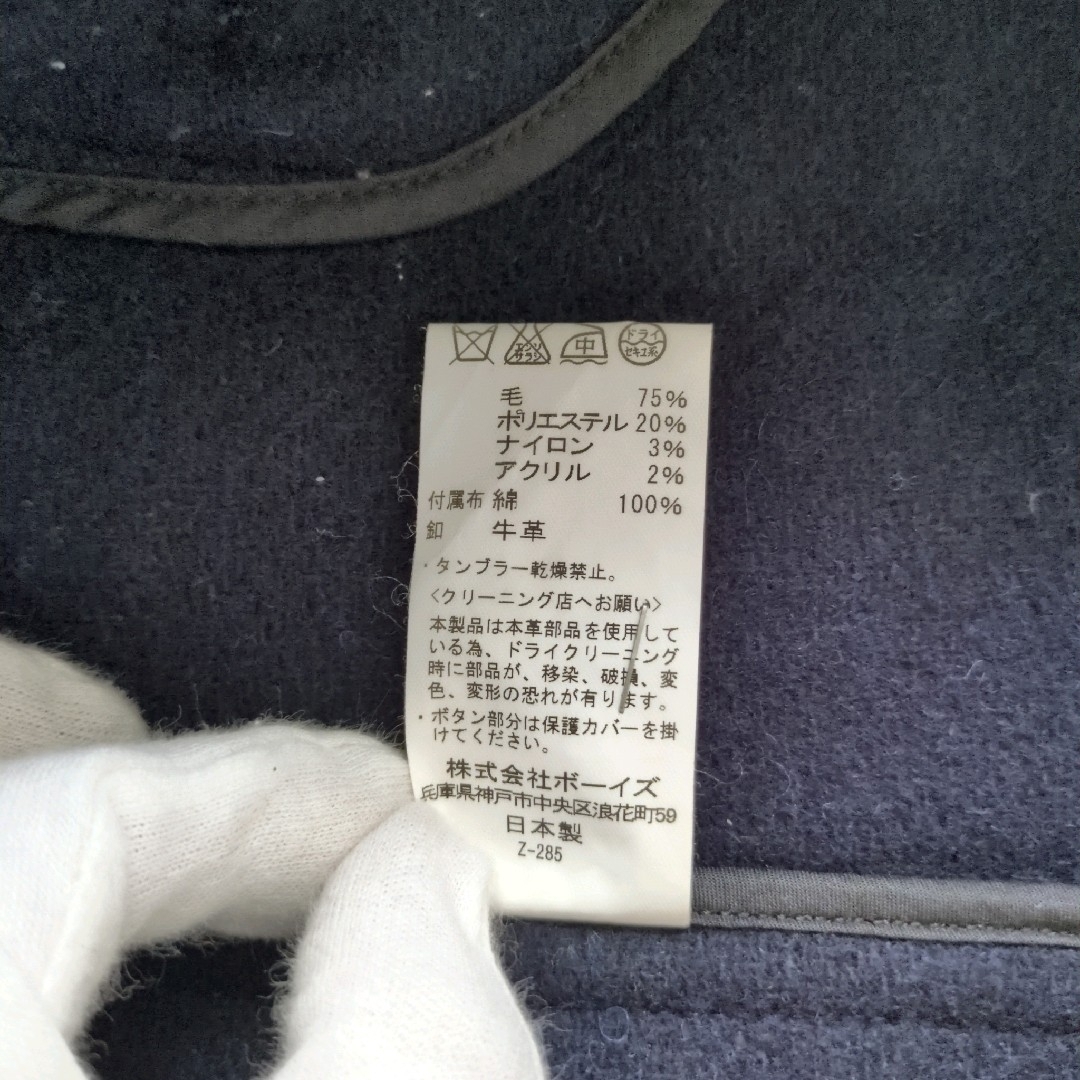 エンソ
サラシ
中
ドライ
セキユ系
毛 75%
ポリエステル 20%
ナイロン 3%
アクリル 2%
付属布 綿 100%
釦 牛革
・タンブラー乾燥禁止。
<クリーニング店へお願い>
本製品は本革部品を使用して
いる為、ドライクリーニング
時に部品が、移染、破損、変
色、変形の恐れが有ります。
・ボタン部分は保護カバーを掛
けてください。
株式会社ボーイズ
兵庫県神戸市中央区浪花町59
日本製
Z-285